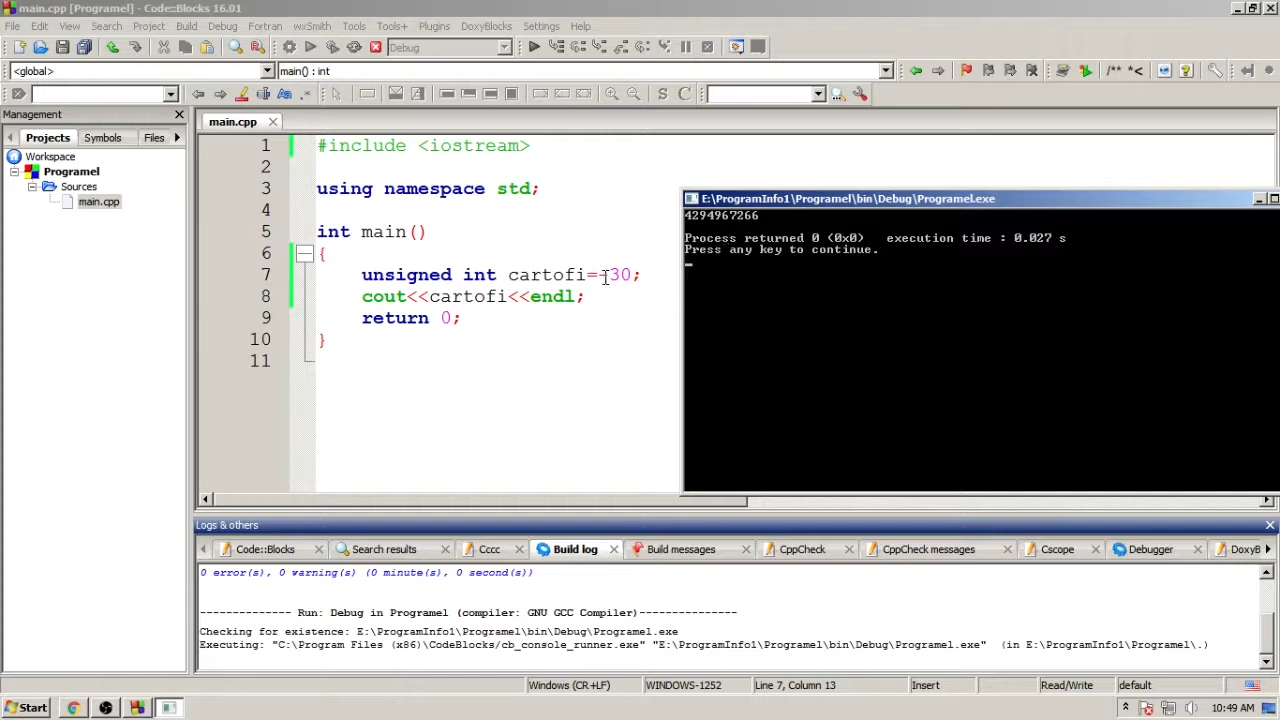 main.cpp [Programel] - Code::Blocks 16.01
File Edit View Search Project Build Debug Fortran wxSmith Tools Tools+ Plugins DoxyBlocks Settings Help
Debug
<global> main() : int
/** *<
S C
Management
Projects Symbols Files
Workspace
Programel
Sources
main.cpp
main.cpp
1 #include <iostream>
2
3 using namespace std;
4
5 int main()
6 {
7 unsigned int cartofi=-30;
8 cout<<cartofi<<endl;
9 return 0;
10 }
11
E:\ProgramInfo1\Programel\bin\Debug\Programel.exe
4294967266
Process returned 0 (0x0) execution time : 0.027 s
Press any key to continue.
Logs & others
Code::Blocks Search results Cccc Build log Build messages CppCheck CppCheck messages Cscope Debugger DoxyB
0 error(s), 0 warning(s) (0 minute(s), 0 second(s))
-------------- Run: Debug in Programel (compiler: GNU GCC Compiler)---------------
Checking for existence: E:\ProgramInfo1\Programel\bin\Debug\Programel.exe
Executing: "C:\Program Files (x86)\CodeBlocks/cb_console_runner.exe" "E:\ProgramInfo1\Programel\bin\Debug\Programel.exe" (in E:\ProgramInfo1\Programel\.)
Windows (CR+LF) WINDOWS-1252 Line 7, Column 13 Insert Read/Write default
Start 10:49 AM